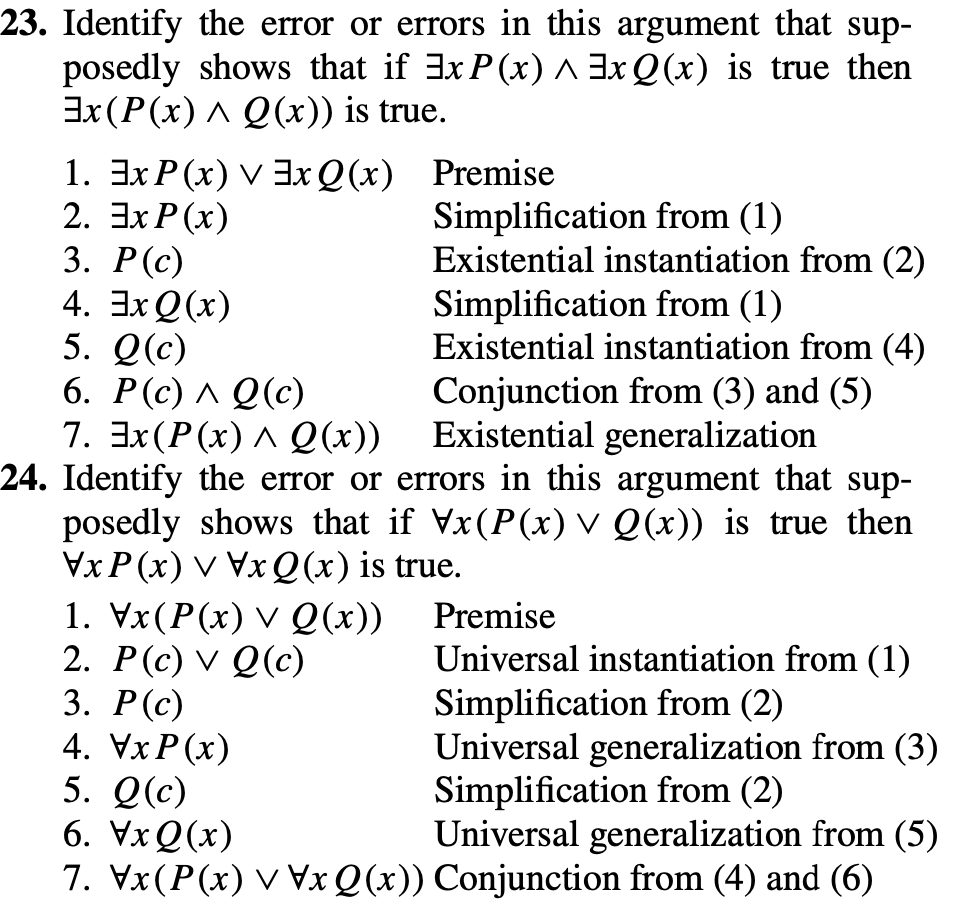 23. Identify the error or errors in this argument that sup-
posedly shows that if ∃x P(x) ∧ ∃x Q(x) is true then
∃x(P(x) ∧ Q(x)) is true.
1. ∃x P(x) ∨ ∃x Q(x) Premise
2. ∃x P(x) Simplification from (1)
3. P(c) Existential instantiation from (2)
4. ∃x Q(x) Simplification from (1)
5. Q(c) Existential instantiation from (4)
6. P(c) ∧ Q(c) Conjunction from (3) and (5)
7. ∃x(P(x) ∧ Q(x)) Existential generalization
24. Identify the error or errors in this argument that sup-
posedly shows that if ∀x(P(x) ∨ Q(x)) is true then
∀x P(x) ∨ ∀x Q(x) is true.
1. ∀x(P(x) ∨ Q(x)) Premise
2. P(c) ∨ Q(c) Universal instantiation from (1)
3. P(c) Simplification from (2)
4. ∀x P(x) Universal generalization from (3)
5. Q(c) Simplification from (2)
6. ∀x Q(x) Universal generalization from (5)
7. ∀x(P(x) ∨ ∀x Q(x)) Conjunction from (4) and (6)